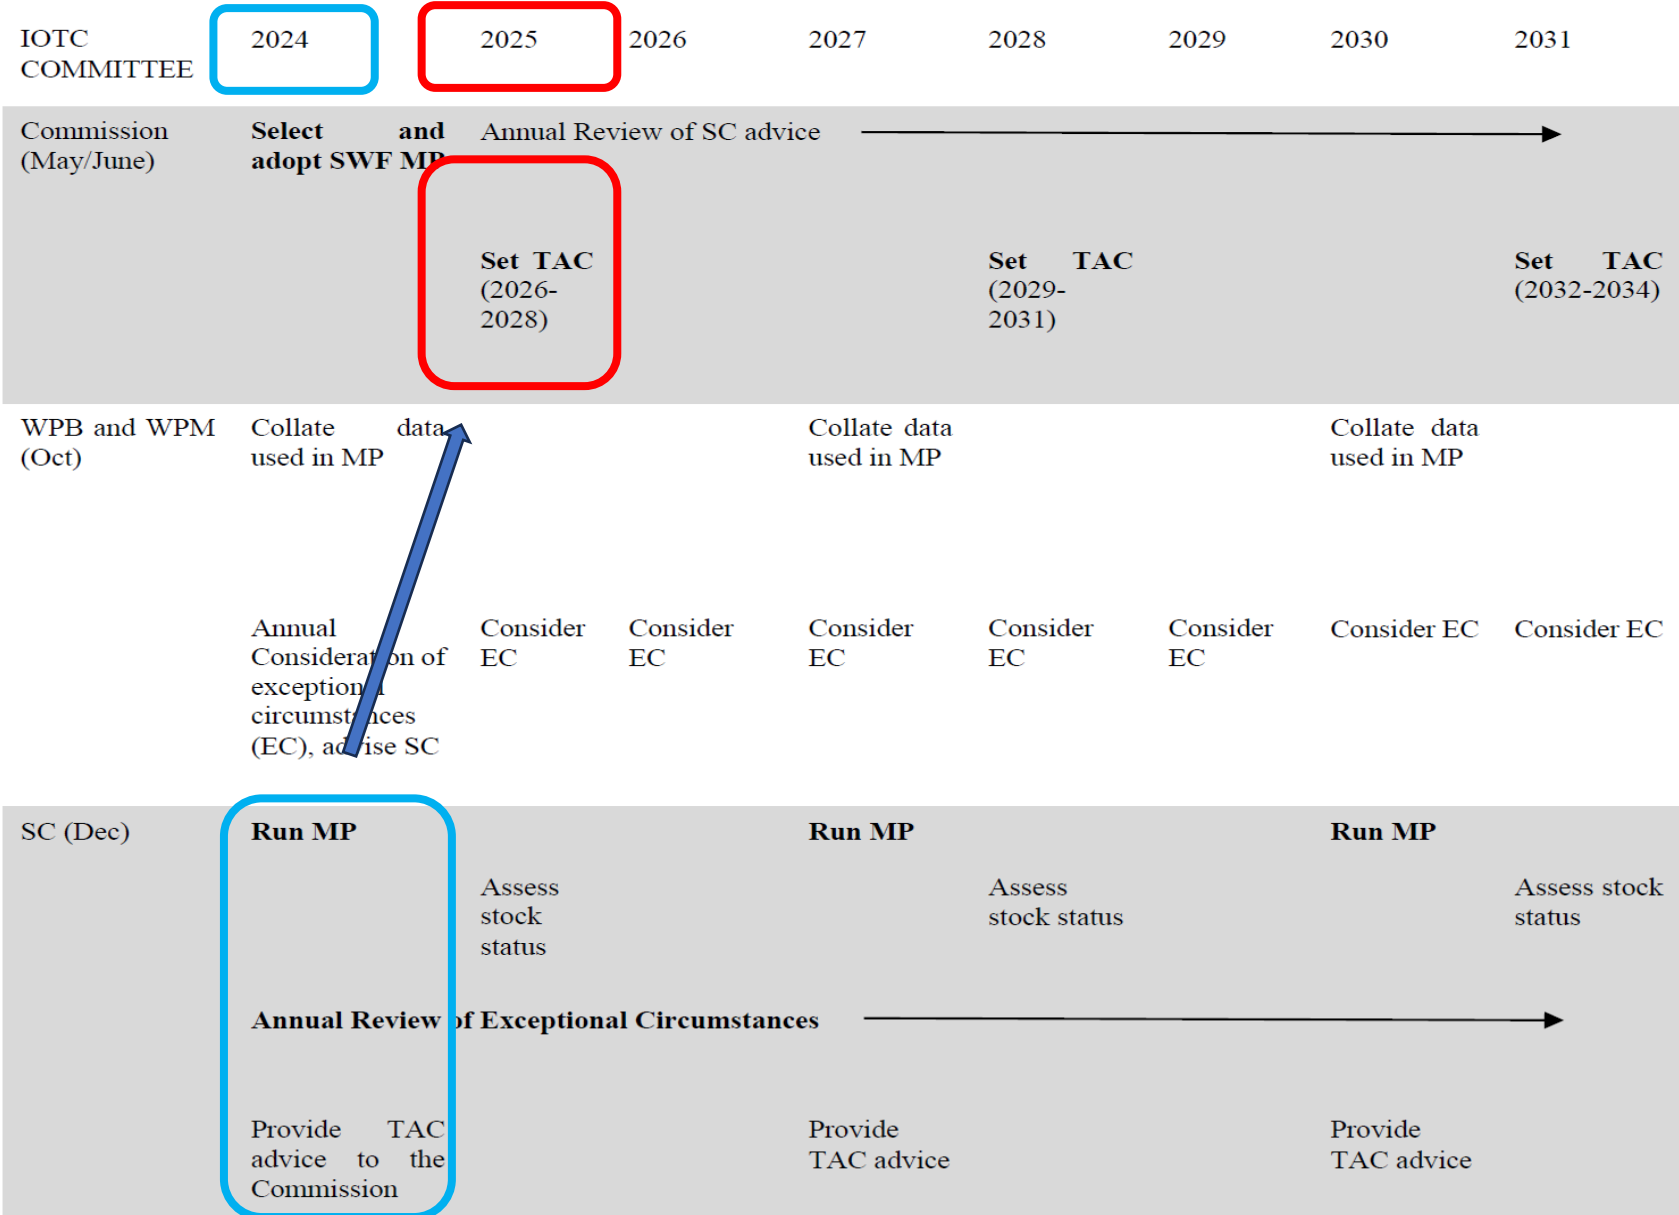 IOTC COMMITTEE 2024 2025 2026 2027 2028 2029 2030 2031
Commission (May/June)
Select and
adopt SWF MP
Annual Review of SC advice
Set TAC
(2026-
2028)
Set TAC
(2029-
2031)
Set TAC
(2032-2034)
WPB and WPM
(Oct)
Collate data
used in MP
Collate data
used in MP
Collate data
used in MP
Annual
Consideration of
exceptional
circumstances
(EC), advise SC
Consider
EC
Consider
EC
Consider
EC
Consider
EC
Consider
EC
Consider EC
Consider EC
SC (Dec)
Run MP
Run MP
Run MP
Assess
stock
status
Assess
stock status
Assess stock
status
Annual Review of Exceptional Circumstances
Provide TAC
advice to the
Commission
Provide
TAC advice
Provide
TAC advice